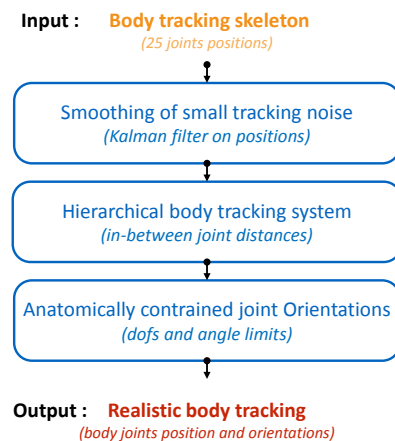 Input : Body tracking skeleton
(25 joints positions)
Smoothing of small tracking noise
(Kalman filter on positions)
Hierarchical body tracking system
(in-between joint distances)
Anatomically contrained joint Orientations
(dofs and angle limits)
Output : Realistic body tracking
(body joints position and orientations)